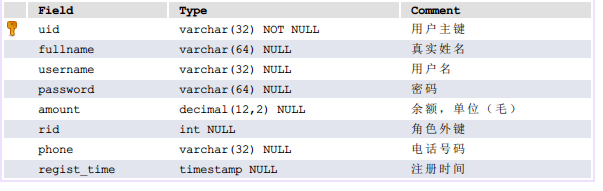 Field Type Comment
uid varchar(32) NOT NULL 用户主键
fullname varchar(64) NULL 真实姓名
username varchar(32) NULL 用户名
password varchar(64) NULL 密码
amount decimal(12,2) NULL 余额，单位（毛）
rid int NULL 角色外键
phone varchar(32) NULL 电话号码
regist_time timestamp NULL 注册时间